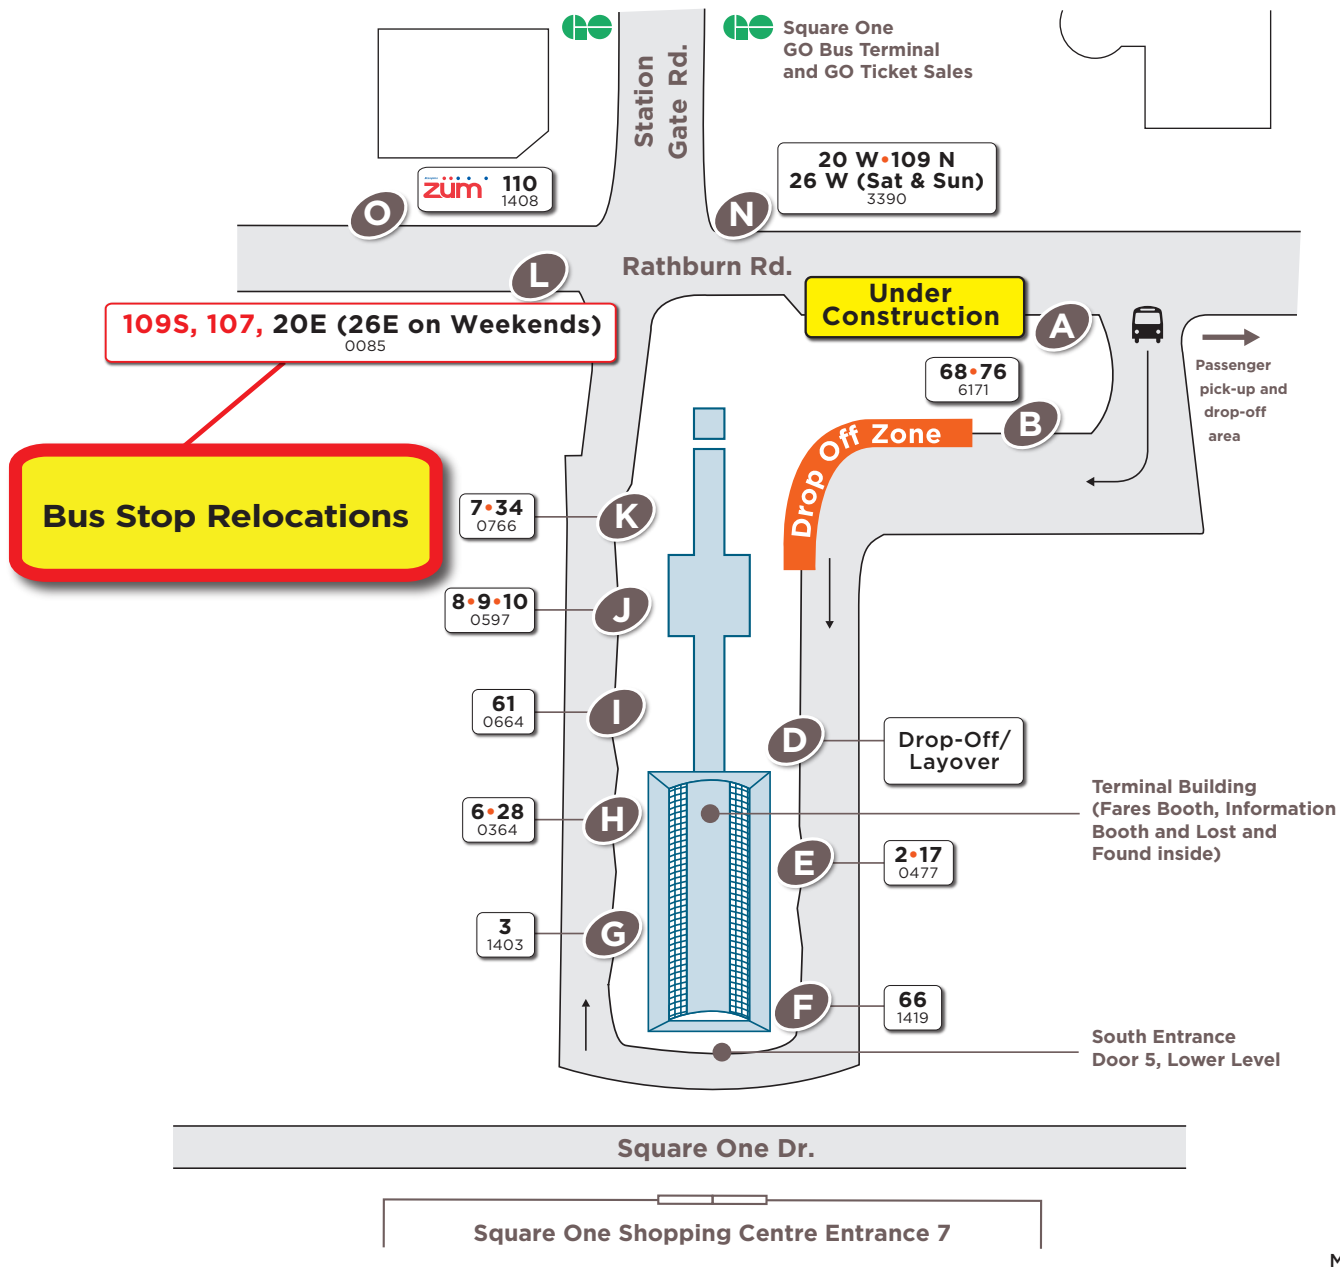 GO
GO
Square One
GO Bus Terminal
and GO Ticket Sales
Station
Gate Rd.
züm 110
1408
20 W•109 N
26 W (Sat & Sun)
3390
O
N
L
Rathburn Rd.
Under
Construction
A
109S, 107, 20E (26E on Weekends)
0085
Passenger
pick-up and
drop-off
area
68•76
6171
B
Drop Off Zone
Bus Stop Relocations
7•34
0766
K
8•9•10
0597
J
61
0664
I
D
Drop-Off/
Layover
Terminal Building
(Fares Booth, Information
Booth and Lost and
Found inside)
6•28
0364
H
E
2•17
0477
3
1403
G
F
66
1419
South Entrance
Door 5, Lower Level
Square One Dr.
Square One Shopping Centre Entrance 7
M